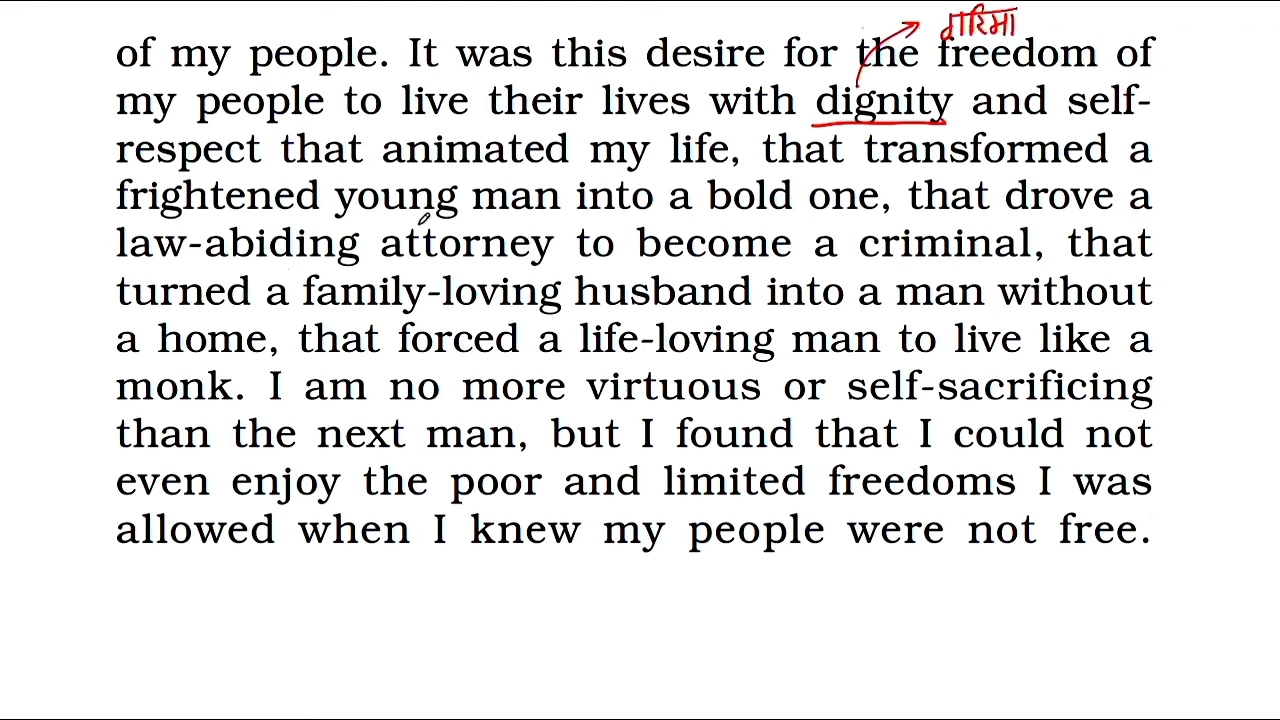 गरिमा
of my people. It was this desire for the freedom of
my people to live their lives with dignity and self-
respect that animated my life, that transformed a
frightened young man into a bold one, that drove a
law-abiding attorney to become a criminal, that
turned a family-loving husband into a man without
a home, that forced a life-loving man to live like a
monk. I am no more virtuous or self-sacrificing
than the next man, but I found that I could not
even enjoy the poor and limited freedoms I was
allowed when I knew my people were not free.